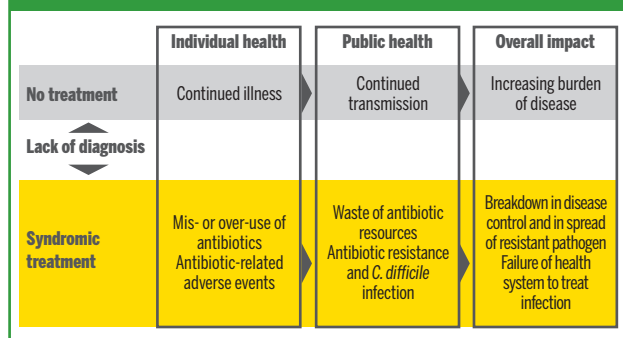 Individual health
Public health
Overall impact
No treatment
Continued illness
Continued
transmission
Increasing burden
of disease
Lack of diagnosis
Syndromic
treatment
Mis- or over-use of
antibiotics
Antibiotic-related
adverse events
Waste of antibiotic
resources
Antibiotic resistance
and C. difficile
infection
Breakdown in disease
control and in spread
of resistant pathogen
Failure of health
system to treat
infection